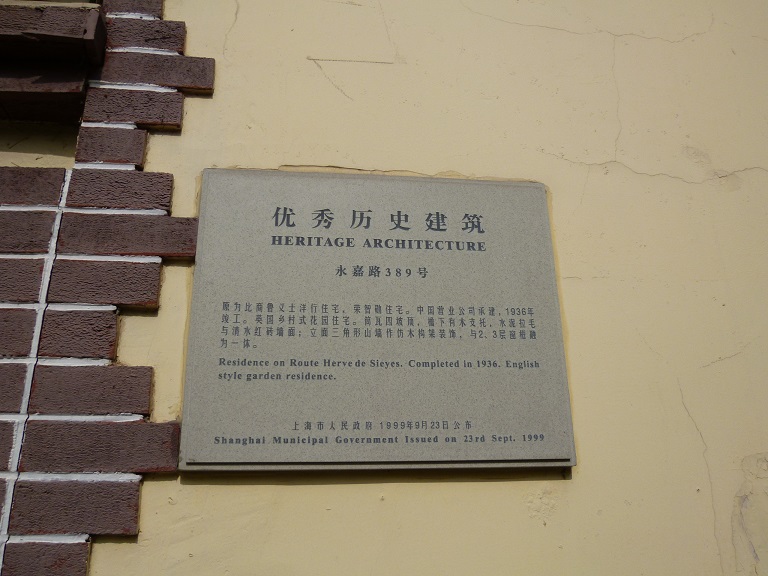 优秀历史建筑
HERITAGE ARCHITECTURE
永嘉路389号
原为比商鲁义士洋行住宅，荣智勋住宅。中国营业公司承建，1936年
竣工。英国乡村式花园住宅。筒瓦四坡顶，檐下有木支托，水泥拉毛
与清水红砖墙面；立面三角形山墙作仿木构架装饰，与2、3层窗楹融
为一体。
Residence on Route Herve de Sieyes. Completed in 1936. English
style garden residence.
上海市人民政府 1999年9月23日公布
Shanghai Municipal Government Issued on 23rd Sept. 1999